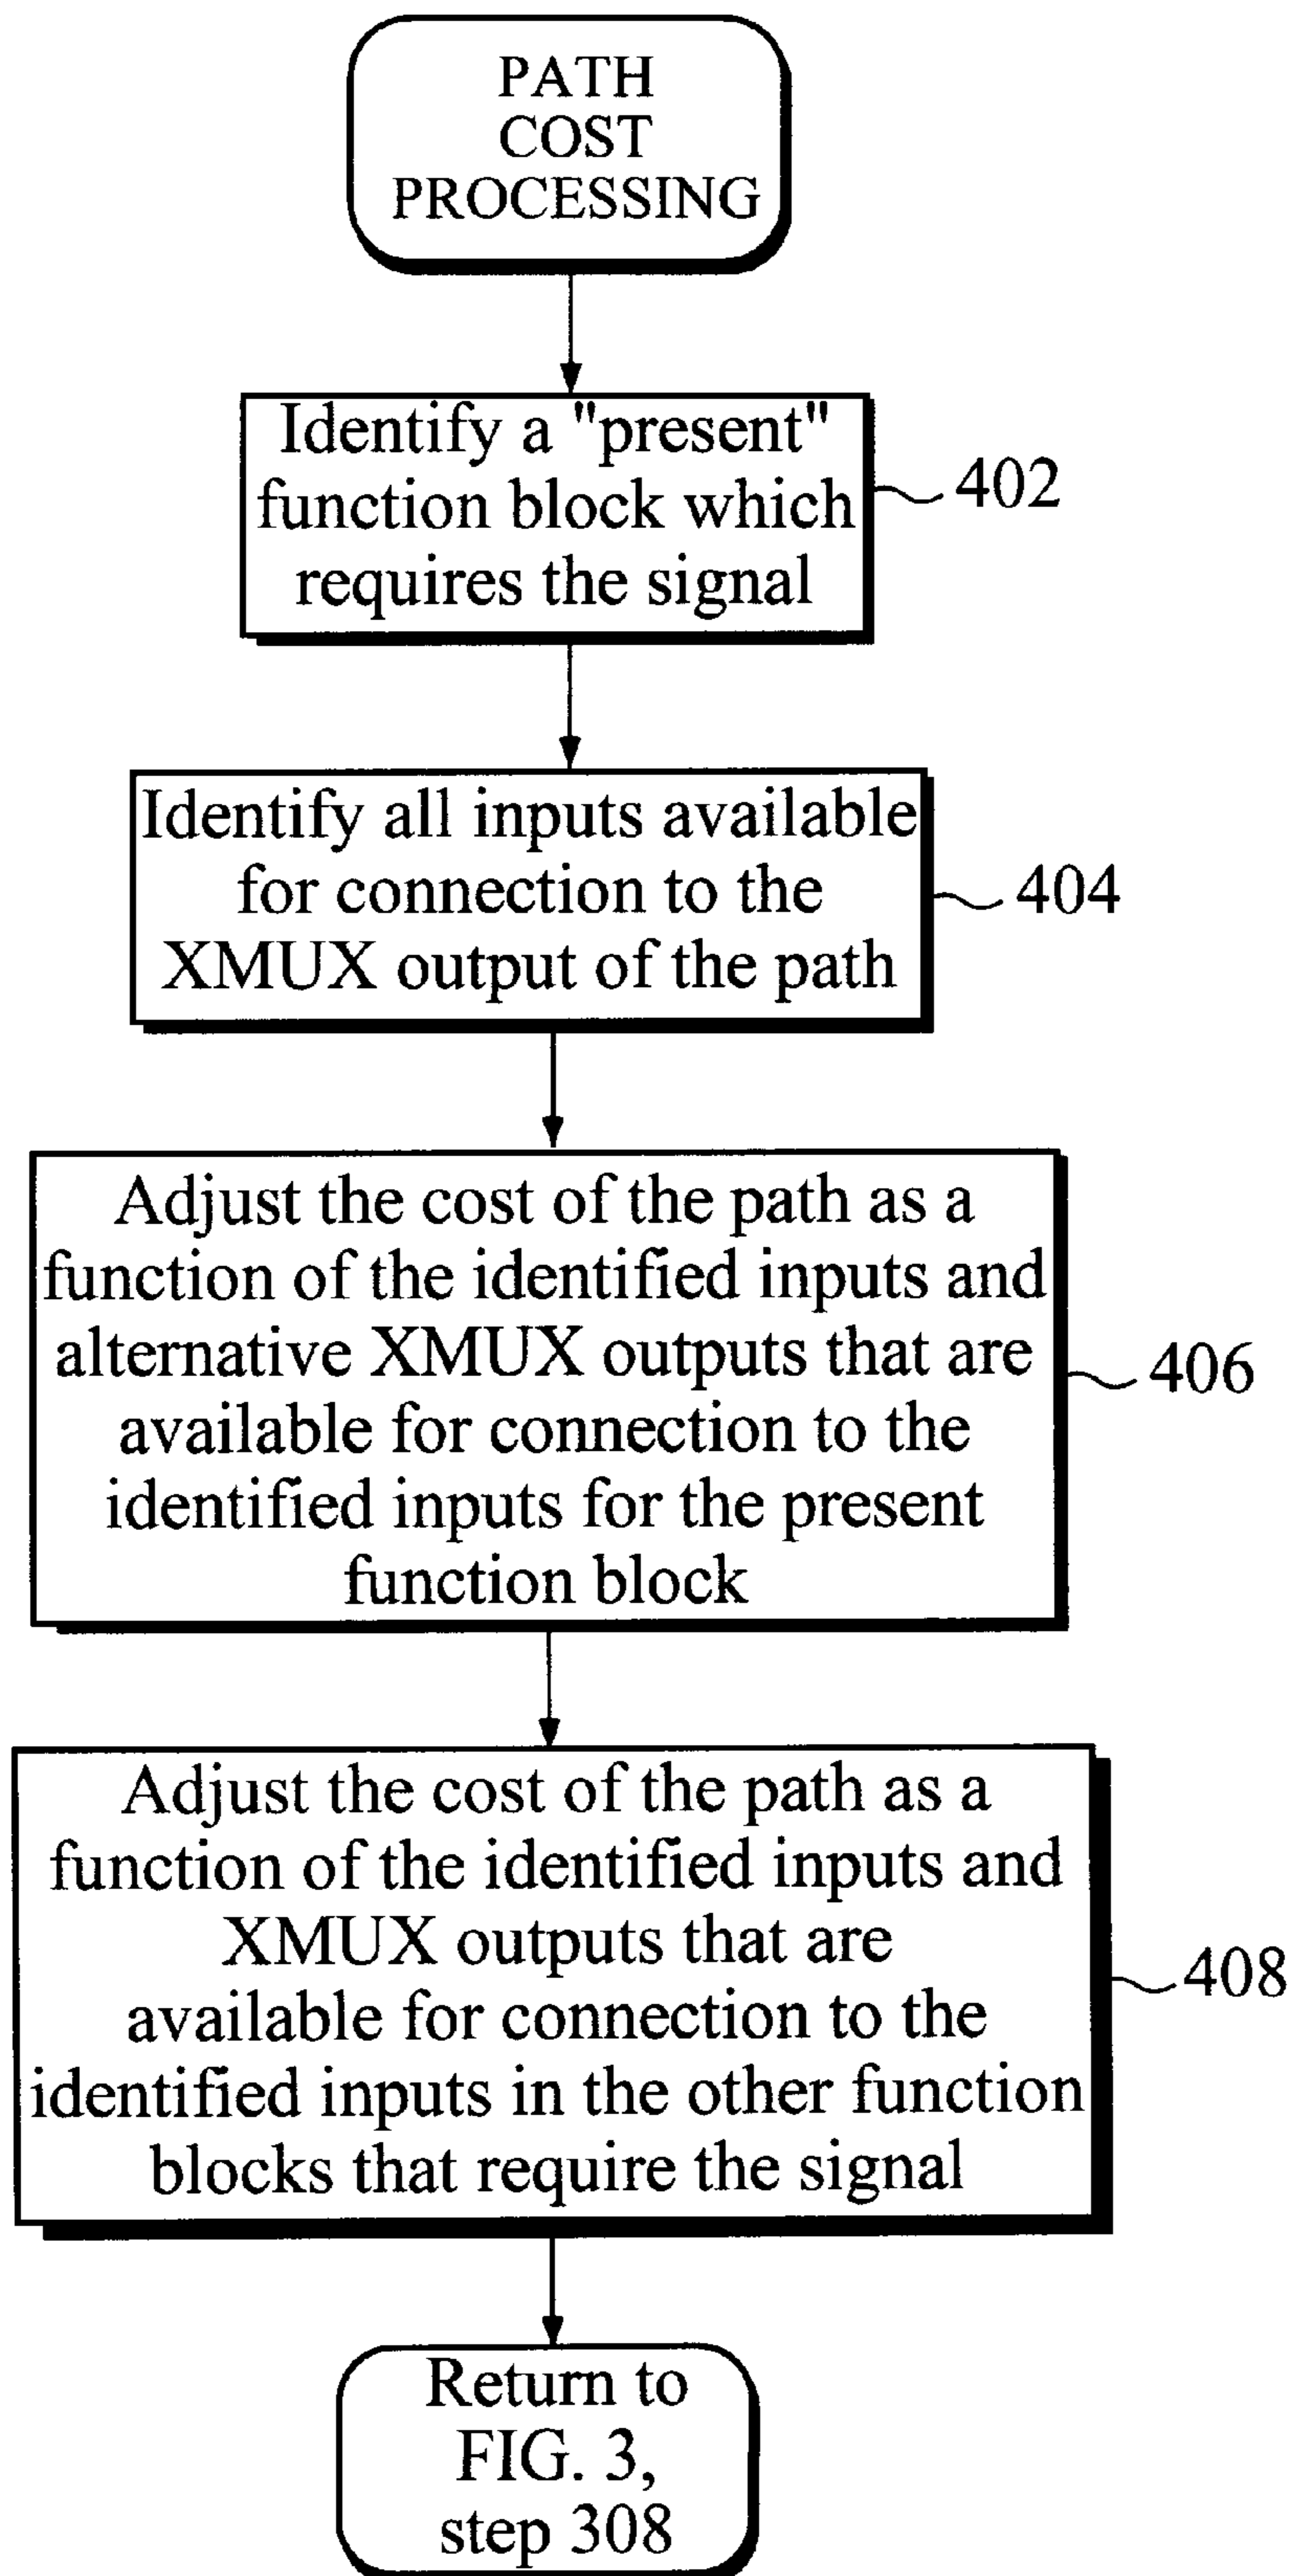 PATH
COST
PROCESSING
Identify a "present"
function block which
requires the signal
402
Identify all inputs available
for connection to the
XMUX output of the path
404
Adjust the cost of the path as a
function of the identified inputs and
alternative XMUX outputs that are
available for connection to the
identified inputs for the present
function block
406
Adjust the cost of the path as a
function of the identified inputs and
XMUX outputs that are
available for connection to the
identified inputs in the other function
blocks that require the signal
408
Return to
FIG. 3,
step 308